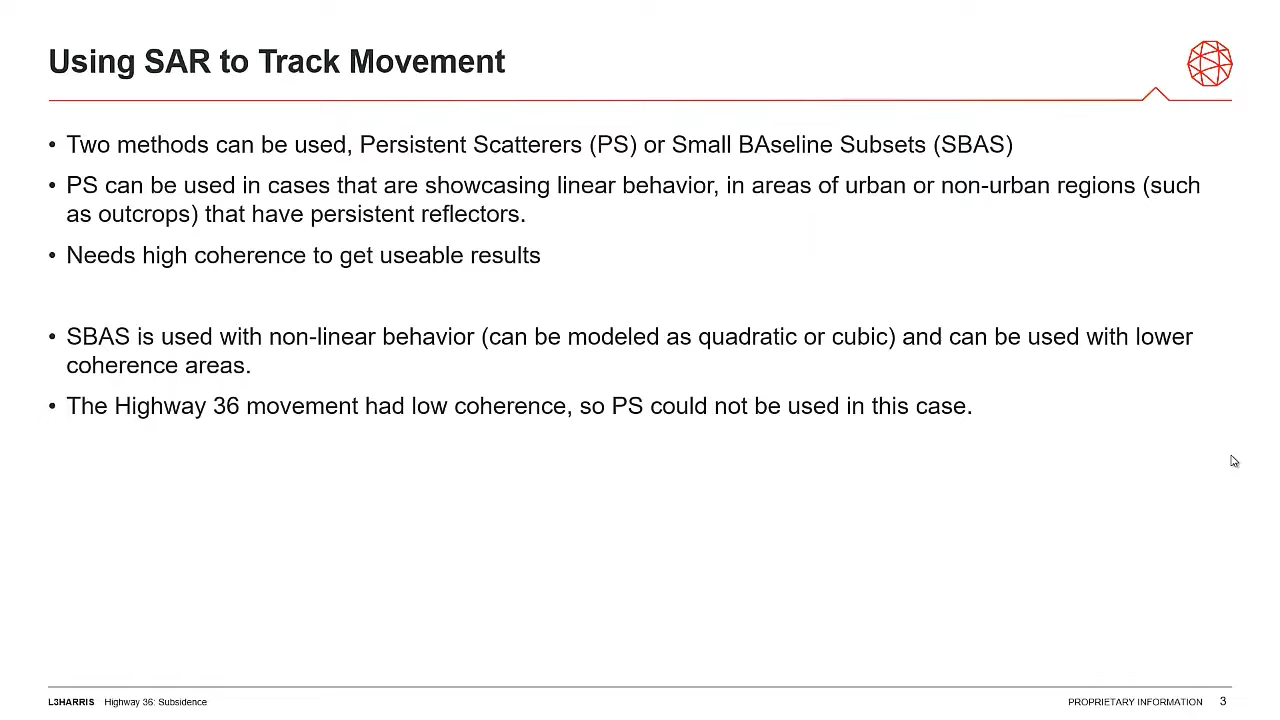 Using SAR to Track Movement
• Two methods can be used, Persistent Scatterers (PS) or Small BAseline Subsets (SBAS)
• PS can be used in cases that are showcasing linear behavior, in areas of urban or non-urban regions (such
as outcrops) that have persistent reflectors.
• Needs high coherence to get useable results
• SBAS is used with non-linear behavior (can be modeled as quadratic or cubic) and can be used with lower
coherence areas.
• The Highway 36 movement had low coherence, so PS could not be used in this case.
L3HARRIS Highway 36: Subsidence PROPRIETARY INFORMATION 3